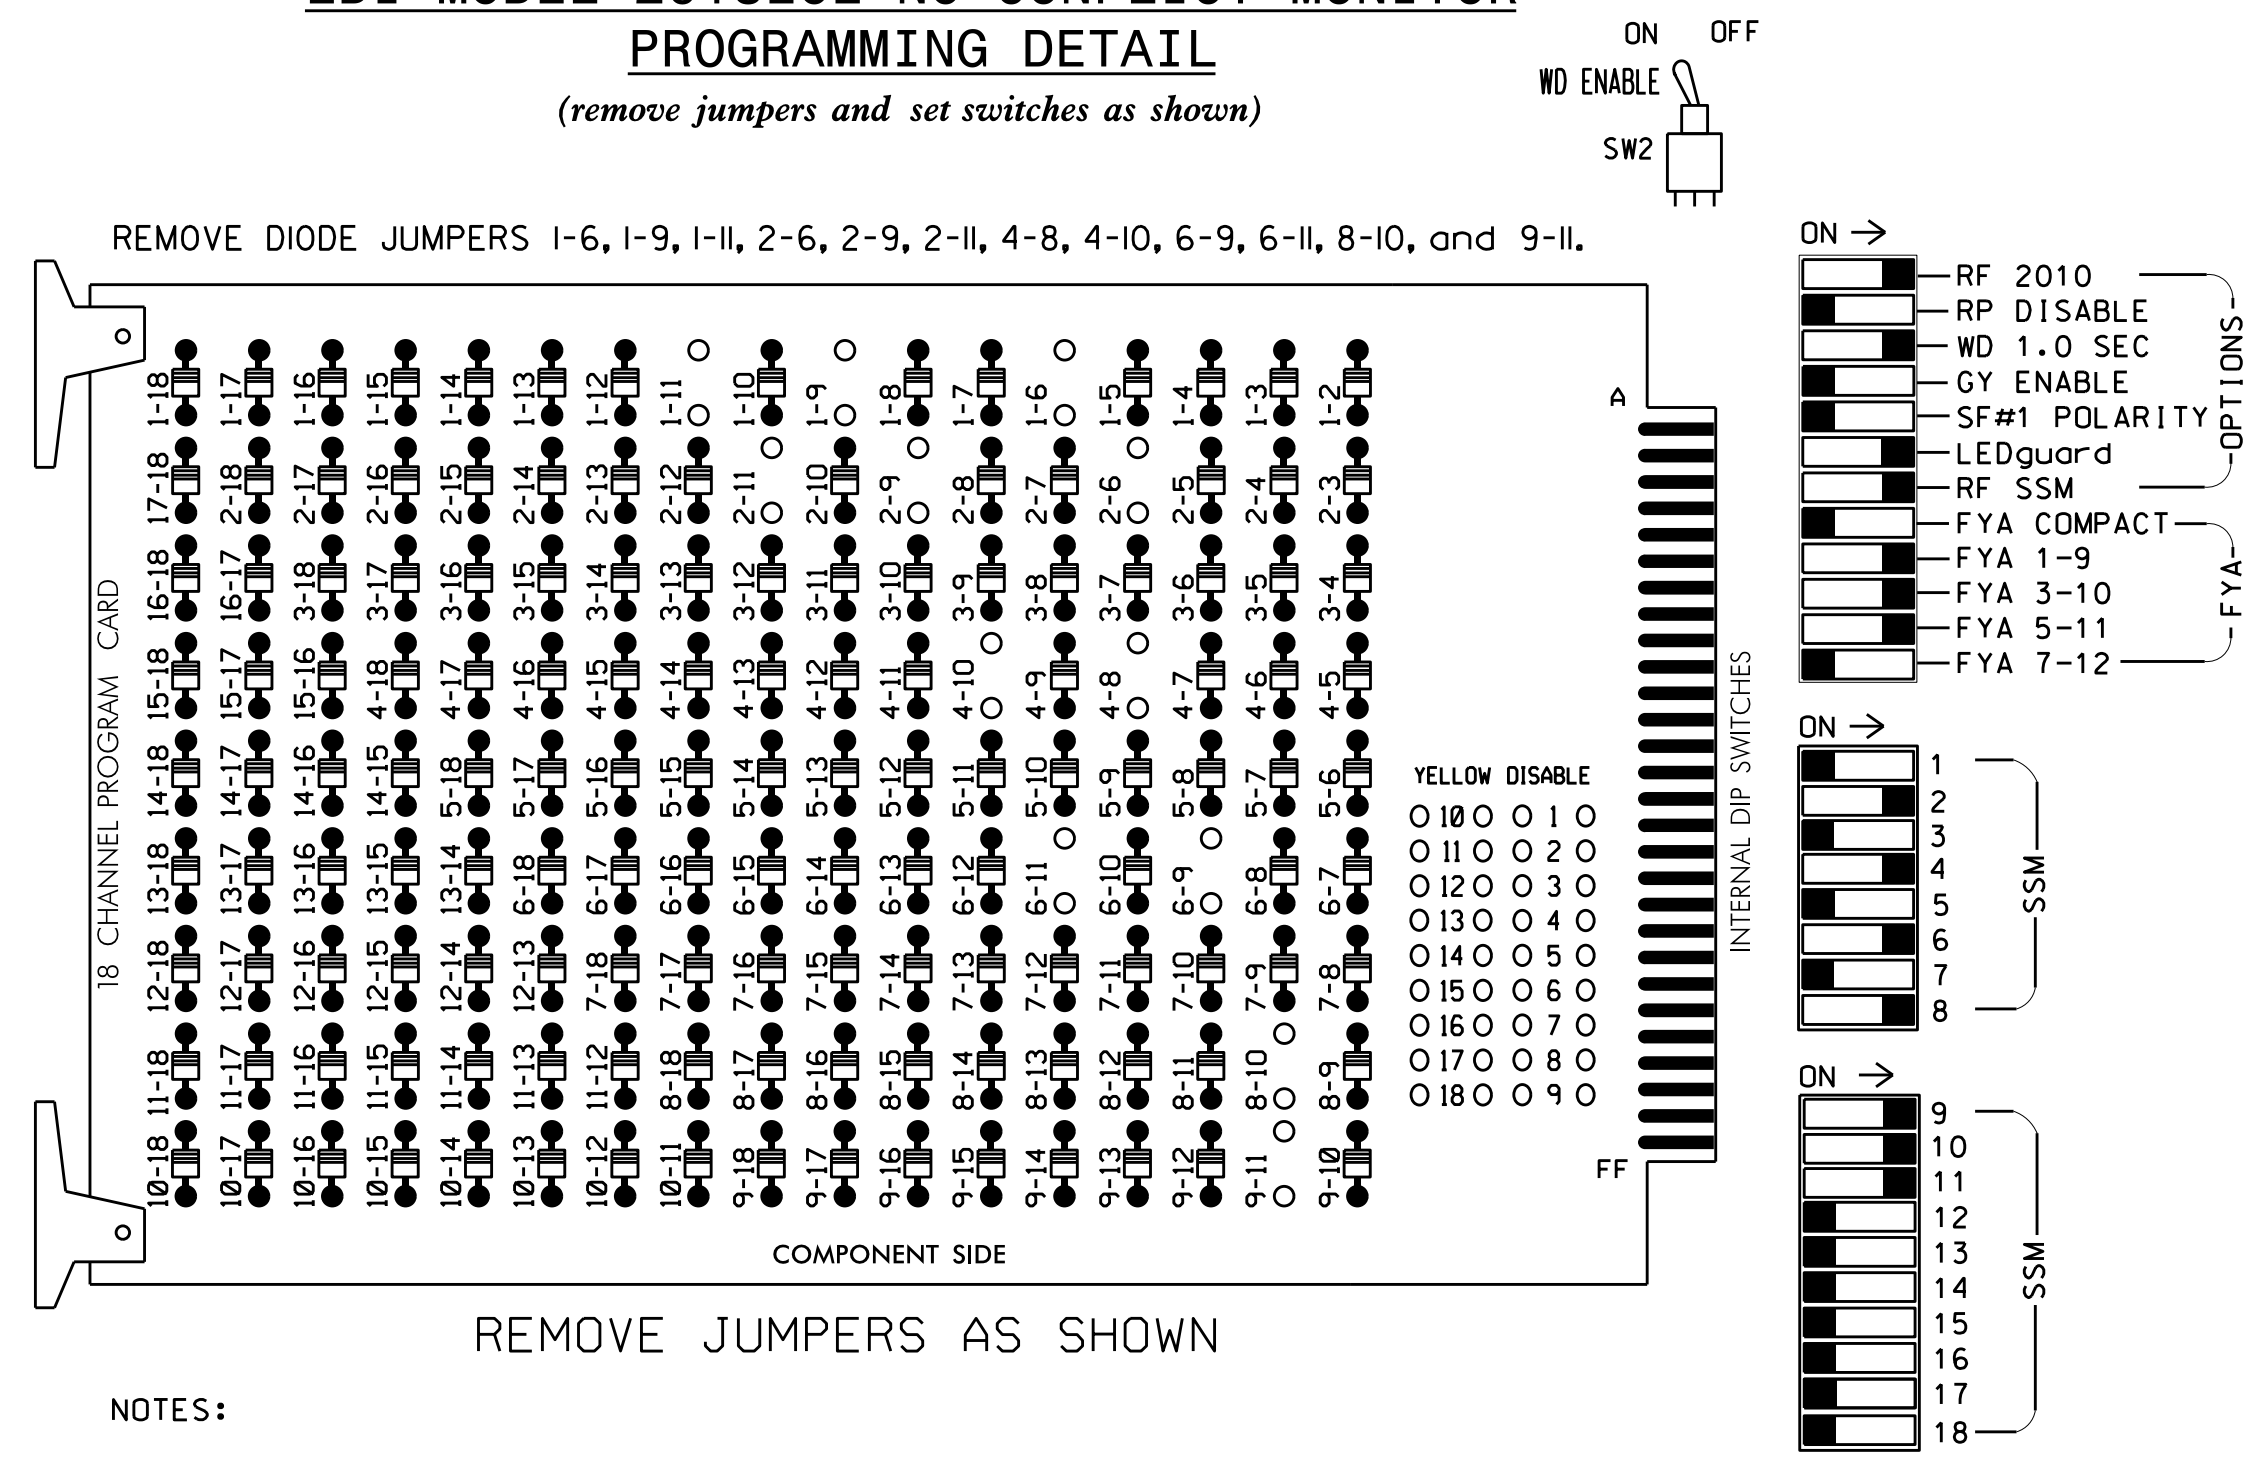 PROGRAMMING DETAIL
(remove jumpers and set switches as shown)
ON OFF
WD ENABLE
SW2
REMOVE DIODE JUMPERS 1-6, 1-9, 1-11, 2-6, 2-9, 2-11, 4-8, 4-10, 6-9, 6-11, 8-10, and 9-11.
1-18 1-17 1-16 1-15 1-14 1-13 1-12 1-11 1-10 1-9 1-8 1-7 1-6 1-5 1-4 1-3 1-2
17-18 2-18 2-17 2-16 2-15 2-14 2-13 2-12 2-11 2-10 2-9 2-8 2-7 2-6 2-5 2-4 2-3
16-18 16-17 3-18 3-17 3-16 3-15 3-14 3-13 3-12 3-11 3-10 3-9 3-8 3-7 3-6 3-5 3-4
15-18 15-17 15-16 4-18 4-17 4-16 4-15 4-14 4-13 4-12 4-11 4-10 4-9 4-8 4-7 4-6 4-5
14-18 14-17 14-16 14-15 5-18 5-17 5-16 5-15 5-14 5-13 5-12 5-11 5-10 5-9 5-8 5-7 5-6
13-18 13-17 13-16 13-15 13-14 6-18 6-17 6-16 6-15 6-14 6-13 6-12 6-11 6-10 6-9 6-8 6-7
12-18 12-17 12-16 12-15 12-14 12-13 7-18 7-17 7-16 7-15 7-14 7-13 7-12 7-11 7-10 7-9 7-8
11-18 11-17 11-16 11-15 11-14 11-13 11-12 8-18 8-17 8-16 8-15 8-14 8-13 8-12 8-11 8-10 8-9
10-18 10-17 10-16 10-15 10-14 10-13 10-12 10-11 9-18 9-17 9-16 9-15 9-14 9-13 9-12 9-11 9-10
18 CHANNEL PROGRAM CARD
A
FF
YELLOW DISABLE
10 1
11 2
12 3
13 4
14 5
15 6
16 7
17 8
18 9
COMPONENT SIDE
INTERNAL DIP SWITCHES
ON →
RF 2010
RP DISABLE
WD 1.0 SEC
GY ENABLE
SF#1 POLARITY
LEDguard
RF SSM
OPTIONS
FYA COMPACT
FYA 1-9
FYA 3-10
FYA 5-11
FYA 7-12
FYA
ON →
1
2
3
4
5
6
7
8
SSM
ON →
9
10
11
12
13
14
15
16
17
18
SSM
REMOVE JUMPERS AS SHOWN
NOTES: